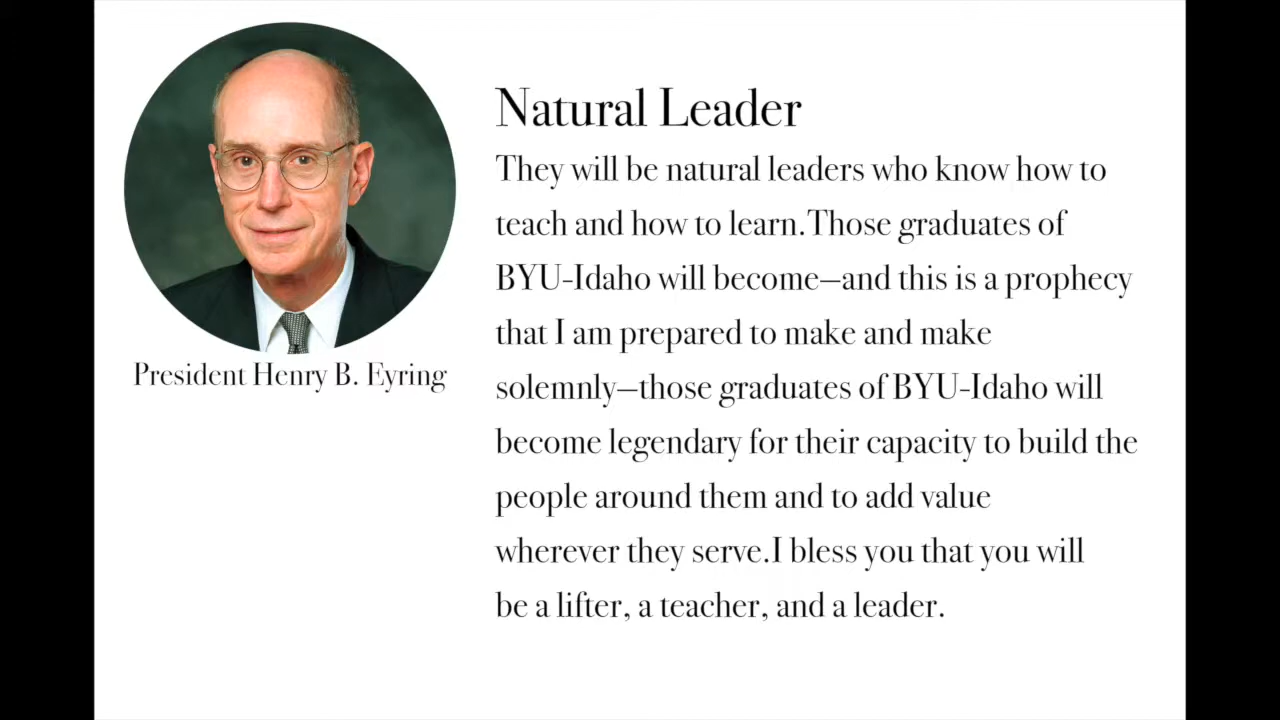 Natural Leader
They will be natural leaders who know how to
teach and how to learn.Those graduates of
BYU-Idaho will become—and this is a prophecy
that I am prepared to make and make
solemnly—those graduates of BYU-Idaho will
become legendary for their capacity to build the
people around them and to add value
wherever they serve.I bless you that you will
be a lifter, a teacher, and a leader.
President Henry B. Eyring